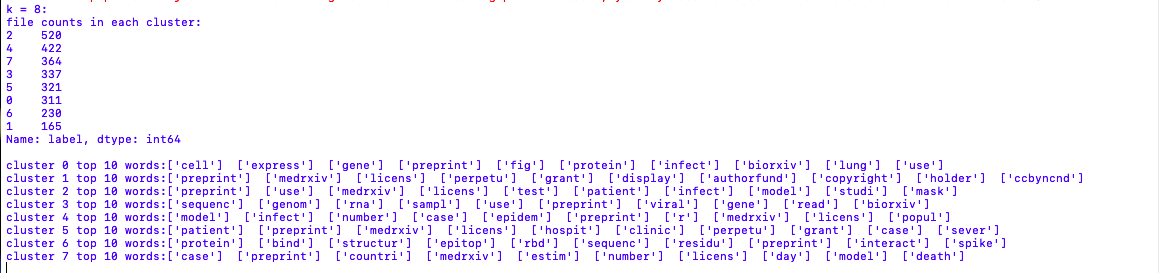 k = 8:
file counts in each cluster:
2    520
4    422
7    364
3    337
5    321
0    311
6    230
1    165
Name: label, dtype: int64
cluster 0 top 10 words:['cell']  ['express']  ['gene']  ['preprint']  ['fig']  ['protein']  ['infect']  ['biorxiv']  ['lung']  ['use']
cluster 1 top 10 words:['preprint']  ['medrxiv']  ['licens']  ['perpetu']  ['grant']  ['display']  ['authorfund']  ['copyright']  ['holder']  ['ccbyncnd']
cluster 2 top 10 words:['preprint']  ['use']  ['medrxiv']  ['licens']  ['test']  ['patient']  ['infect']  ['model']  ['studi']  ['mask']
cluster 3 top 10 words:['sequenc']  ['genom']  ['rna']  ['sampl']  ['use']  ['preprint']  ['viral']  ['gene']  ['read']  ['biorxiv']
cluster 4 top 10 words:['model']  ['infect']  ['number']  ['case']  ['epidem']  ['preprint']  ['r']  ['medrxiv']  ['licens']  ['popul']
cluster 5 top 10 words:['patient']  ['preprint']  ['medrxiv']  ['licens']  ['hospit']  ['clinic']  ['perpetu']  ['grant']  ['case']  ['sever']
cluster 6 top 10 words:['protein']  ['bind']  ['structur']  ['epitop']  ['rbd']  ['sequenc']  ['residu']  ['preprint']  ['interact']  ['spike']
cluster 7 top 10 words:['case']  ['preprint']  ['countri']  ['medrxiv']  ['estim']  ['number']  ['licens']  ['day']  ['model']  ['death']